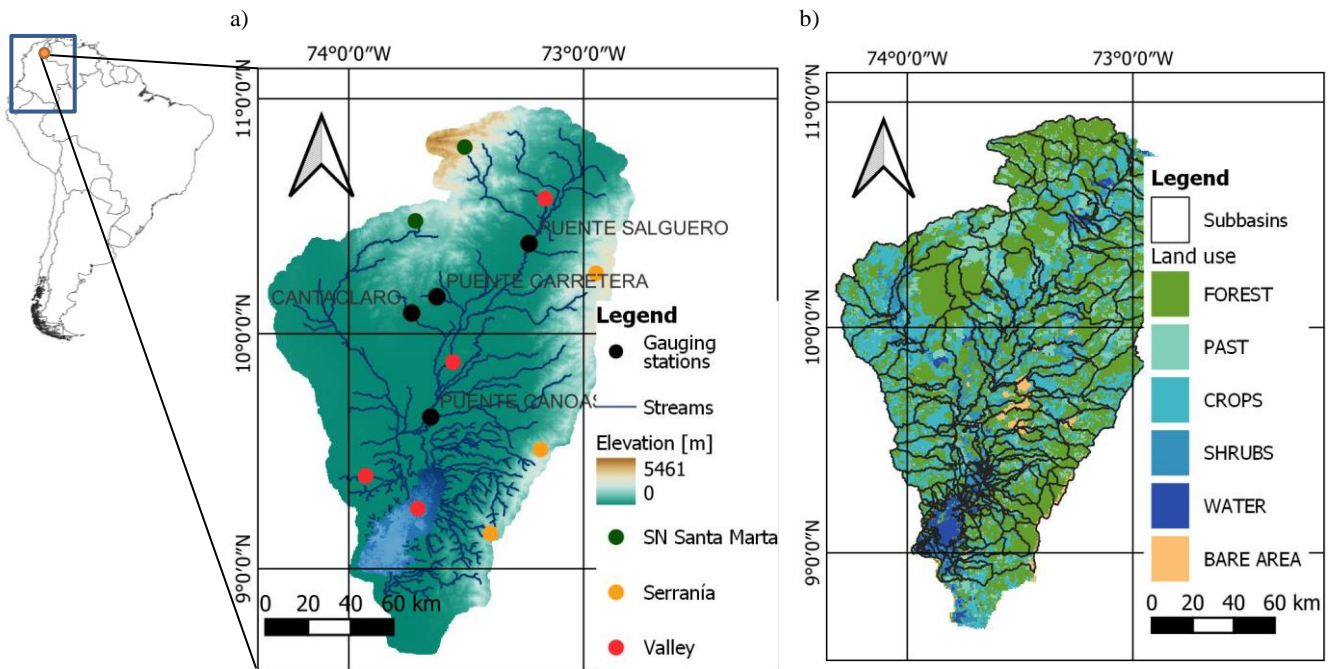 a)
74°0′0″W 73°0′0″W
11°0′0″N
10°0′0″N
9°0′0″N
PUENTE SALGUERO
PUENTE CARRETERA
CANTACLARO
PUENTE CANOAS
Legend
Gauging
stations
Streams
Elevation [m]
5461
0
SN Santa Marta
Serranía
Valley
0 20 40 60 km
b)
74°0′0″W 73°0′0″W
11°0′0″N
10°0′0″N
9°0′0″N
Legend
Subbasins
Land use
FOREST
PAST
CROPS
SHRUBS
WATER
BARE AREA
0 20 40 60 km